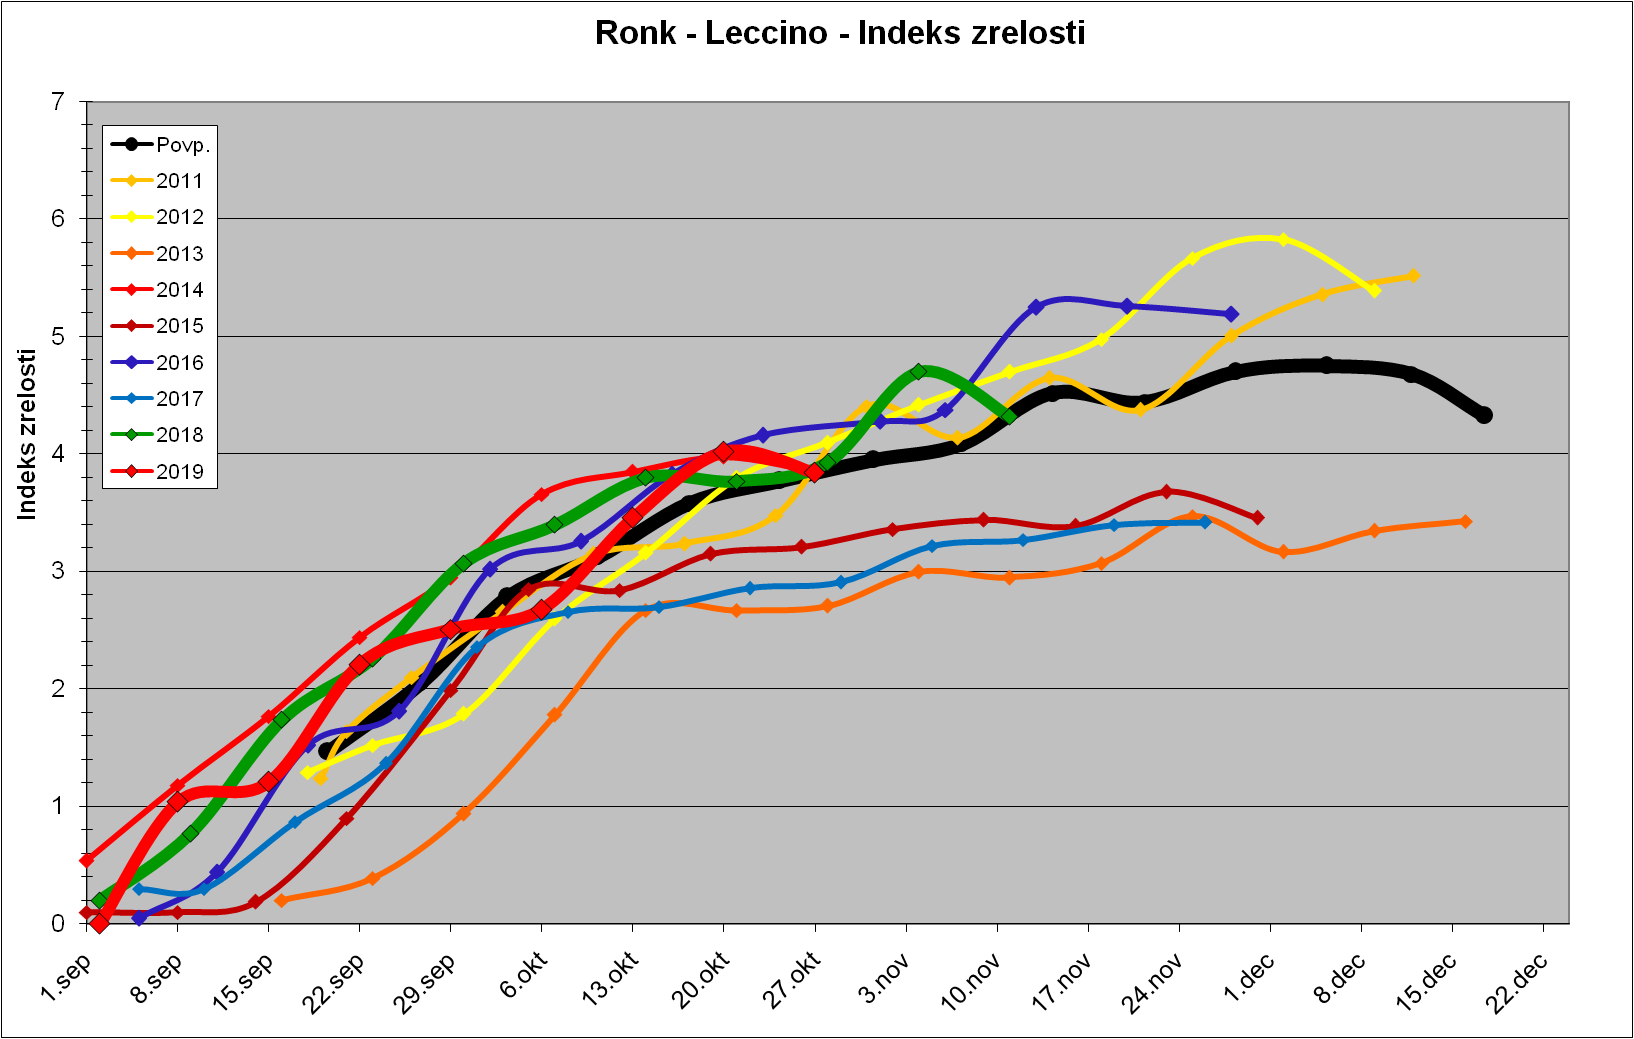 Ronk - Leccino - Indeks zrelosti
Indeks zrelosti
7
6
5
4
3
2
1
0
Povp.
2011
2012
2013
2014
2015
2016
2017
2018
2019
1.sep
8.sep
15.sep
22.sep
29.sep
6.okt
13.okt
20.okt
27.okt
3.nov
10.nov
17.nov
24.nov
1.dec
8.dec
15.dec
22.dec